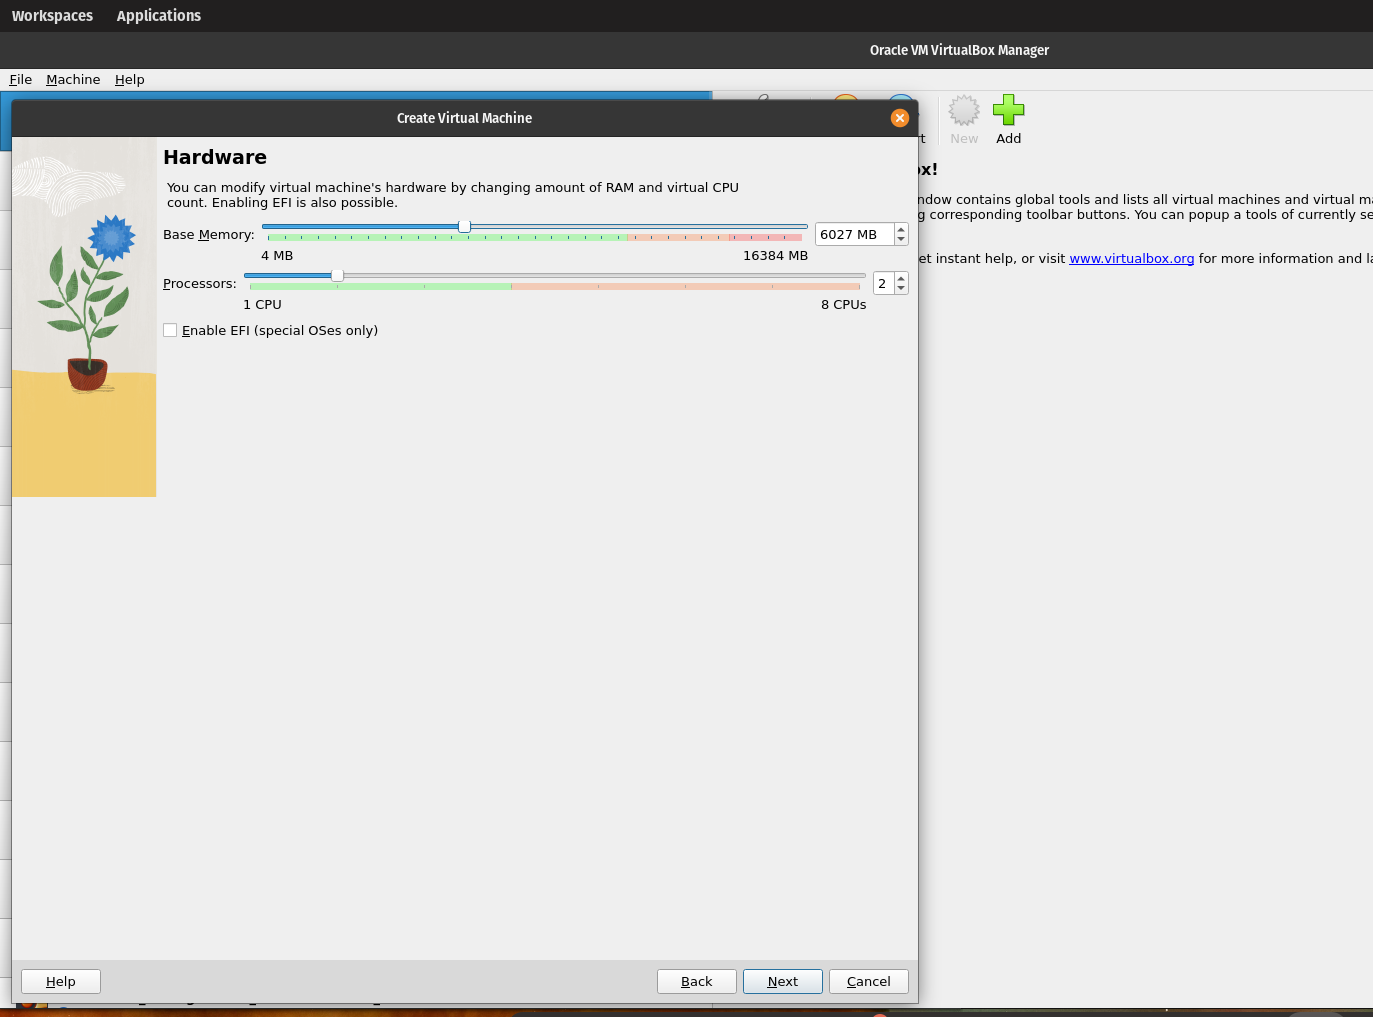 Workspaces Applications
Oracle VM VirtualBox Manager
File Machine Help
Create Virtual Machine
New Add
Hardware
You can modify virtual machine's hardware by changing amount of RAM and virtual CPU
count. Enabling EFI is also possible.
Base Memory: 6027 MB
4 MB 16384 MB
Processors: 2
1 CPU 8 CPUs
Enable EFI (special OSes only)
contains global tools and lists all virtual machines and virtual
corresponding toolbar buttons. You can popup a tools of currently
instant help, or visit www.virtualbox.org for more information and
Help Back Next Cancel